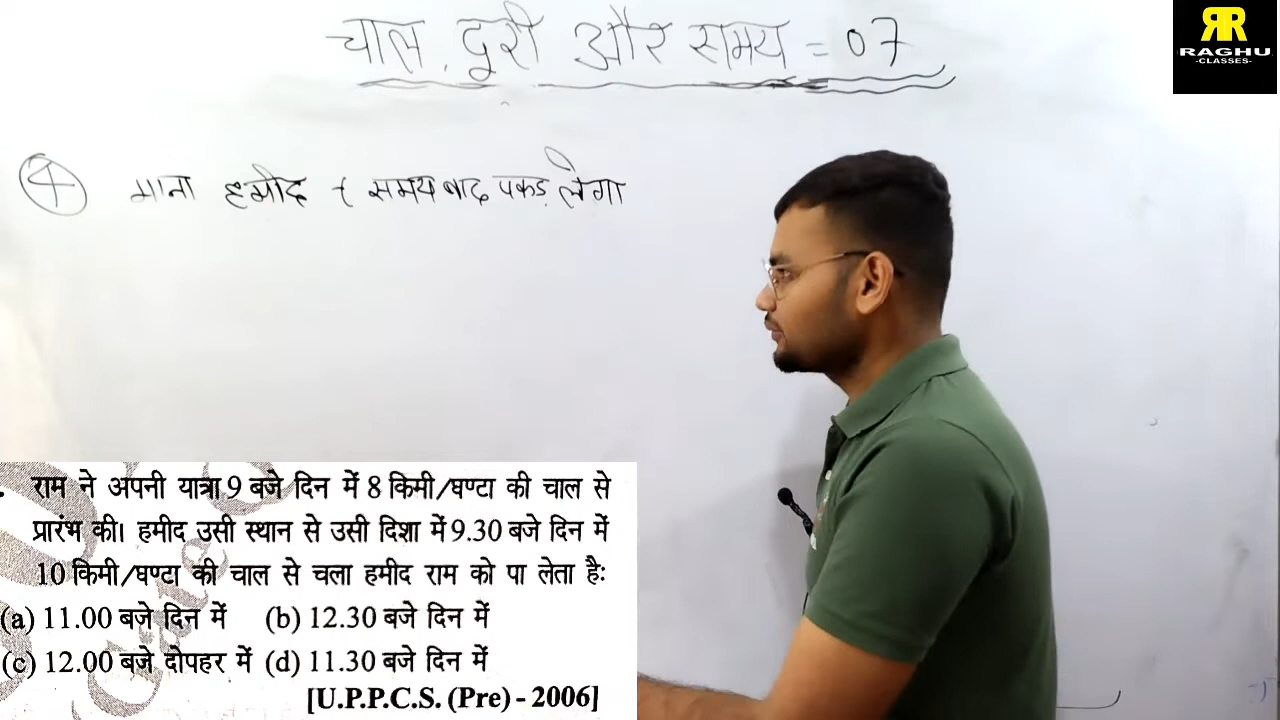 चाल, दूरी और समय = 07
RR
RAGHU
-CLASSES-
4 माना हमीद t समय बाद पकड़ लेगा
राम ने अपनी यात्रा 9 बजे दिन में 8 किमी/घण्टा की चाल से
प्रारंभ की। हमीद उसी स्थान से उसी दिशा में 9.30 बजे दिन में
10 किमी/घण्टा की चाल से चला हमीद राम को पा लेता हैः
(a) 11.00 बजे दिन में (b) 12.30 बजे दिन में
(c) 12.00 बजे दोपहर में (d) 11.30 बजे दिन में
[U.P.P.C.S. (Pre) - 2006]